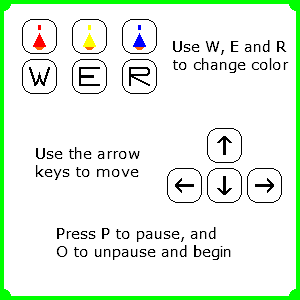 Use W, E and R
to change color
W E R
Use the arrow
keys to move
↑
← ↓ →
Press P to pause, and
O to unpause and begin